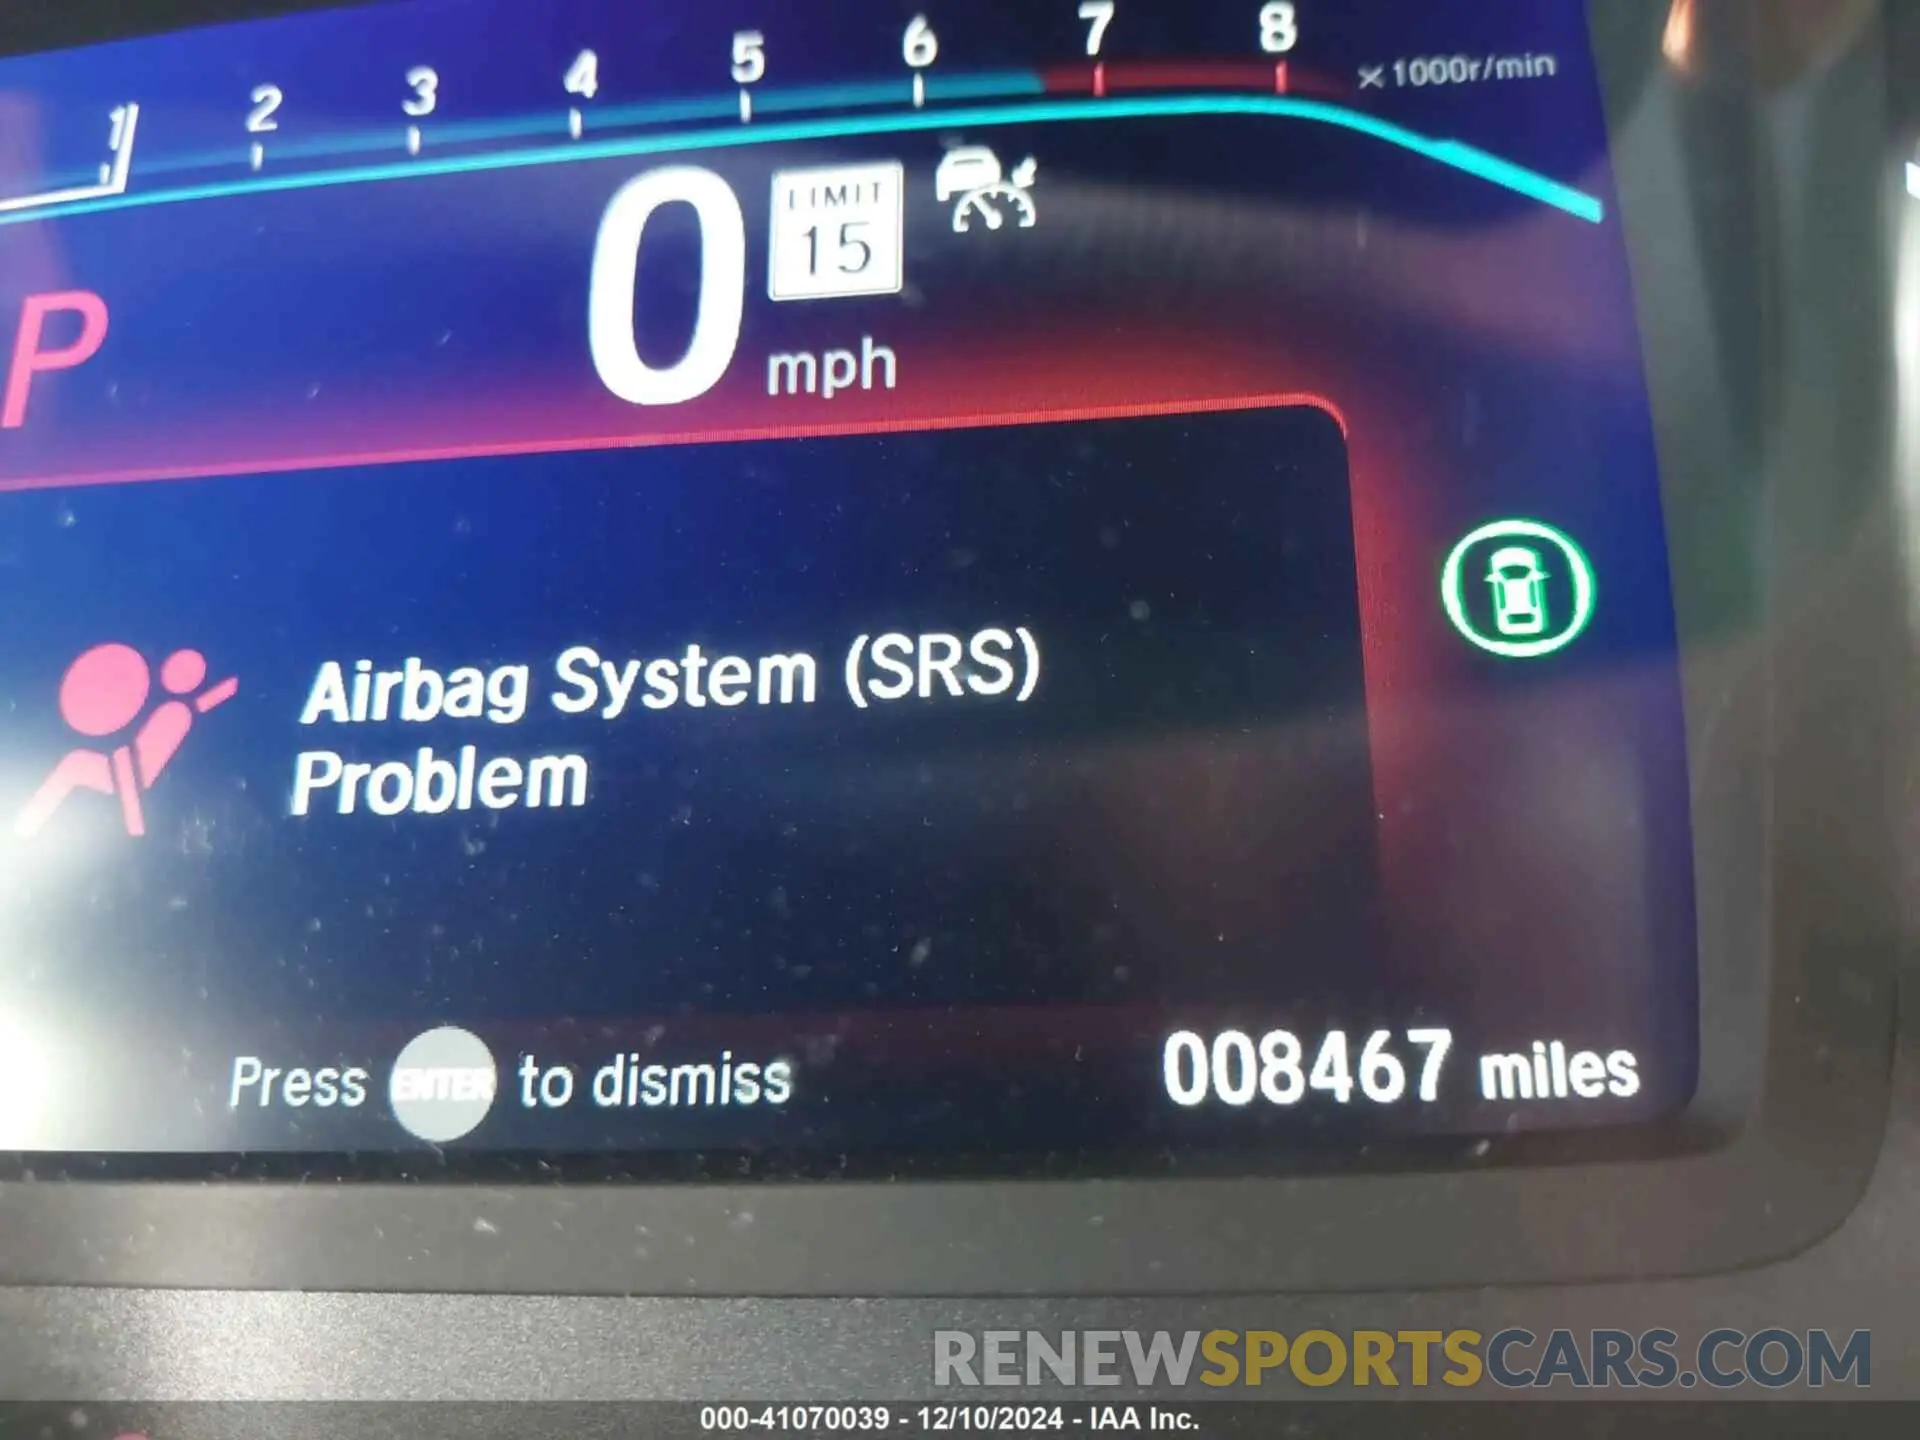 1 2 3 4 5 6 7 8 ×1000r/min
P 0 LIMIT 15
mph
Airbag System (SRS)
Problem
Press ENTER to dismiss
008467 miles
RENEWSPORTSCARS.COM
000-41070039 - 12/10/2024 - IAA Inc.